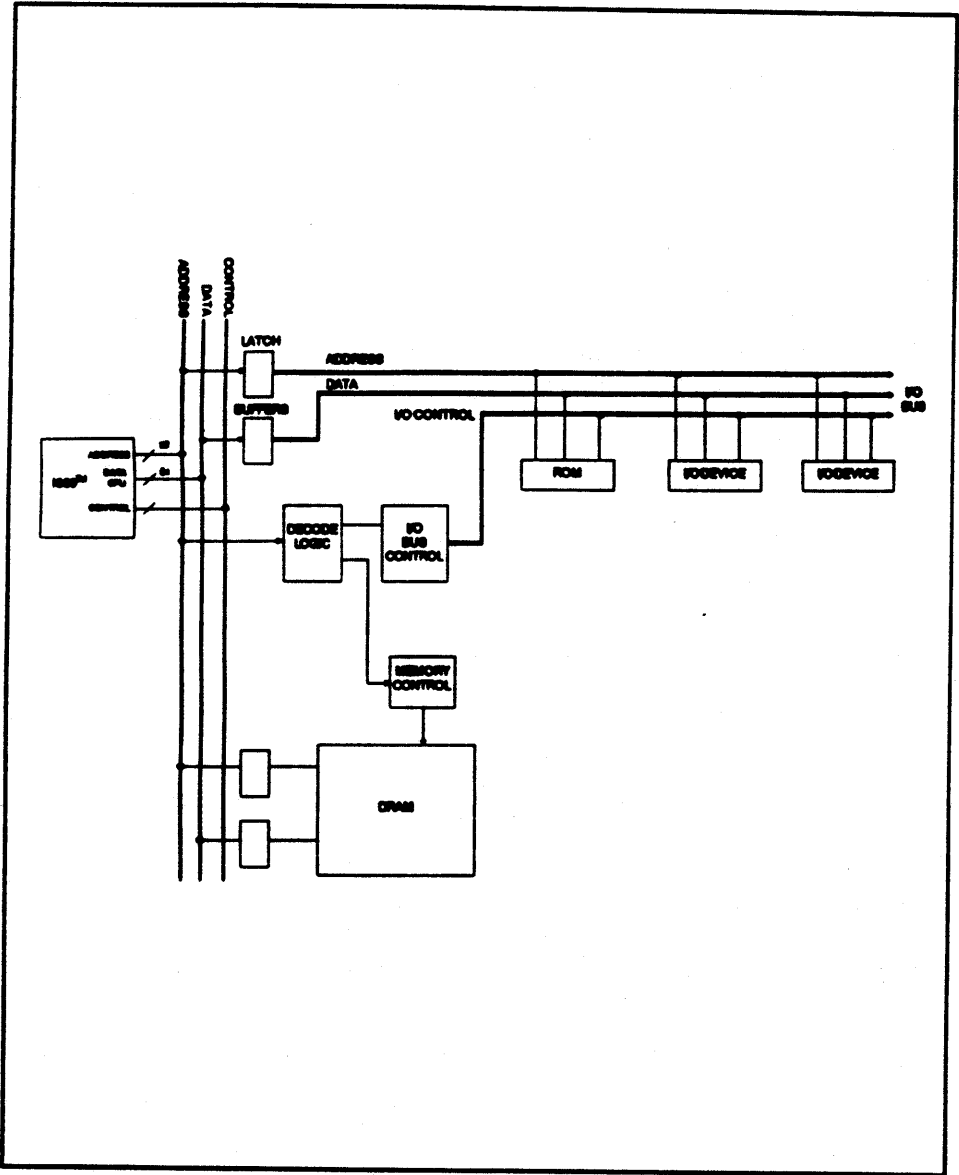 ADDRESS
DATA
CONTROL
LATCH
ADDRESS
DATA
BUFFERS
I/O CONTROL
I/O
BUS
ADDRESS
DATA
CPU
CONTROL
ROM
I/O DEVICE
I/O DEVICE
DECODE
LOGIC
I/O
BUS
CONTROL
MEMORY
CONTROL
DRAM